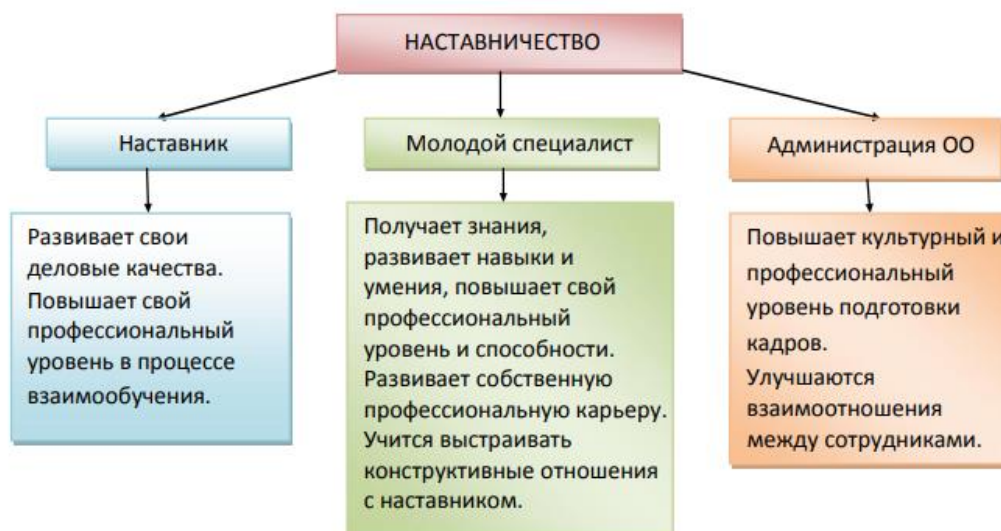 НАСТАВНИЧЕСТВО
Наставник
Молодой специалист
Администрация ОО
Развивает свои
деловые качества.
Повышает свой
профессиональный
уровень в процессе
взаимообучения.
Получает знания,
развивает навыки и
умения, повышает свой
профессиональный
уровень и способности.
Развивает собственную
профессиональную карьеру.
Учится выстраивать
конструктивные отношения
с наставником.
Повышает культурный и
профессиональный
уровень подготовки
кадров.
Улучшаются
взаимоотношения
между сотрудниками.